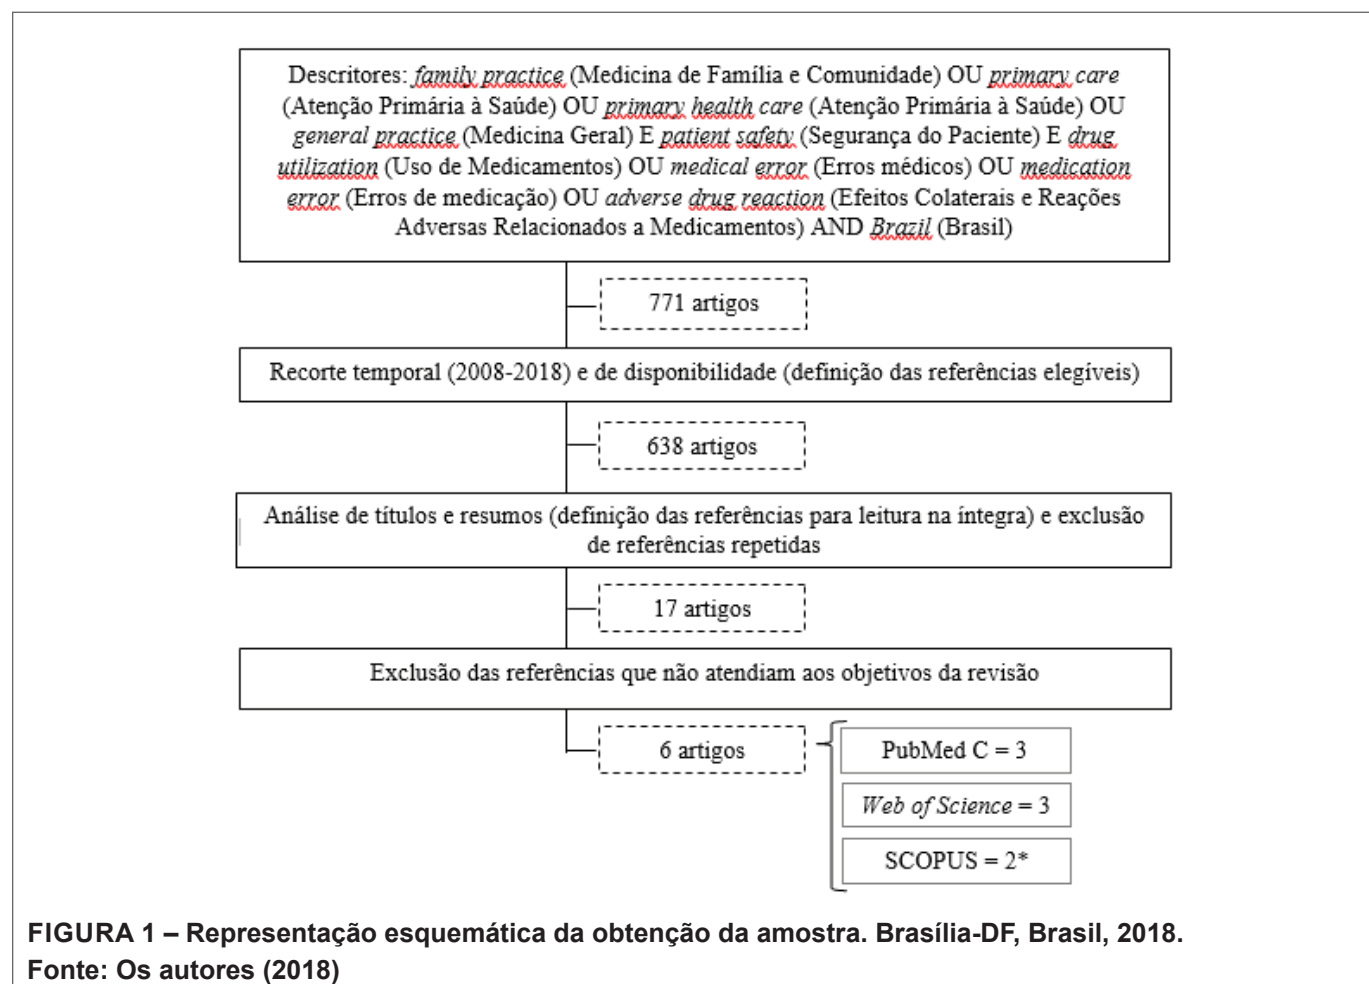 Descritores: family practice (Medicina de Família e Comunidade) OU primary care
(Atenção Primária à Saúde) OU primary health care (Atenção Primária à Saúde) OU
general practice (Medicina Geral) E patient safety (Segurança do Paciente) E drug
utilization (Uso de Medicamentos) OU medical error (Erros médicos) OU medication
error (Erros de medicação) OU adverse drug reaction (Efeitos Colaterais e Reações
Adversas Relacionados a Medicamentos) AND Brazil (Brasil)
771 artigos
Recorte temporal (2008-2018) e de disponibilidade (definição das referências elegíveis)
638 artigos
Análise de títulos e resumos (definição das referências para leitura na íntegra) e exclusão
de referências repetidas
17 artigos
Exclusão das referências que não atendiam aos objetivos da revisão
6 artigos
PubMed C = 3
Web of Science = 3
SCOPUS = 2*
FIGURA 1 – Representação esquemática da obtenção da amostra. Brasília-DF, Brasil, 2018.
Fonte: Os autores (2018)